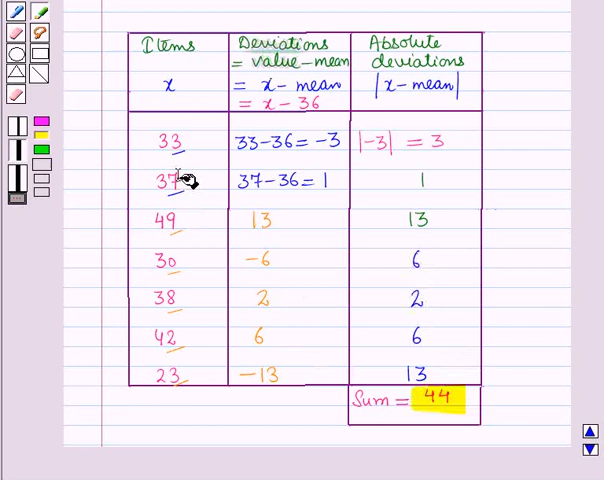 Items Deviations Absolute
= value - mean deviations
x = x - mean |x - mean|
= x - 36
33 33-36 = -3 |-3| = 3
37 37-36 = 1 1
49 13 13
30 -6 6
38 2 2
42 6 6
23 -13 13
Sum = 44